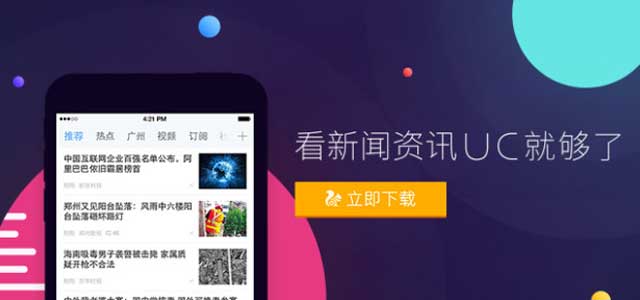 4:21 PM
推荐 热点 广州 视频 订阅
中国互联网企业百强名单公布，阿
里巴巴依旧霸居榜首
郑州又见阳台坠落：风雨中六楼阳
台坠落砸坏路灯
海南吸毒男子袭警被击毙 家属质
疑开枪不合法
看新闻资讯UC就够了
立即下载